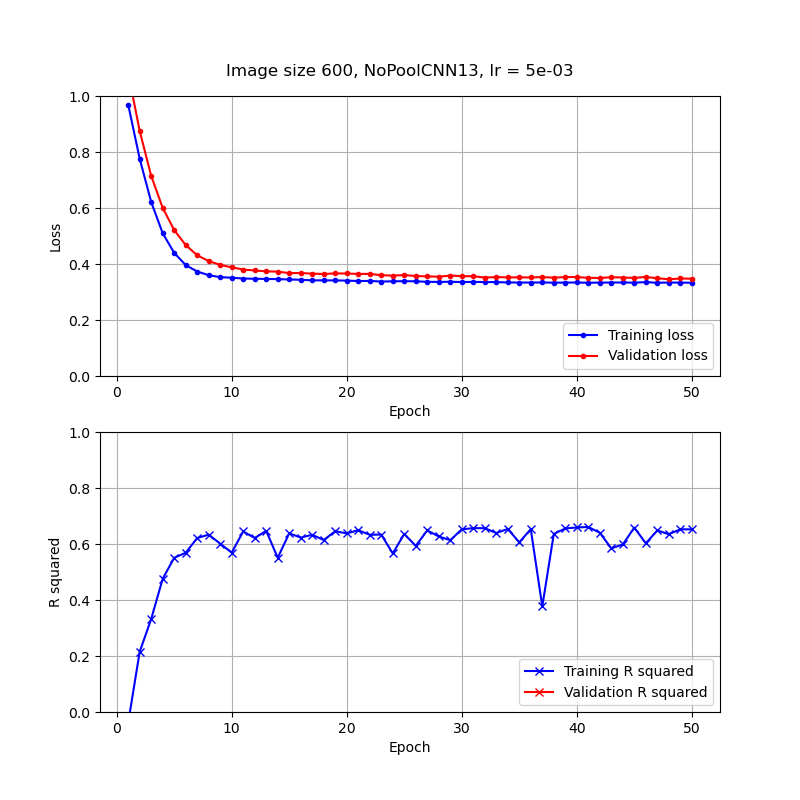 Image size 600, NoPoolCNN13, lr = 5e-03
1.0
0.8
0.6
0.4
0.2
0.0
Loss
Training loss
Validation loss
0 10 20 30 40 50
Epoch
1.0
0.8
0.6
0.4
0.2
0.0
R squared
Training R squared
Validation R squared
0 10 20 30 40 50
Epoch